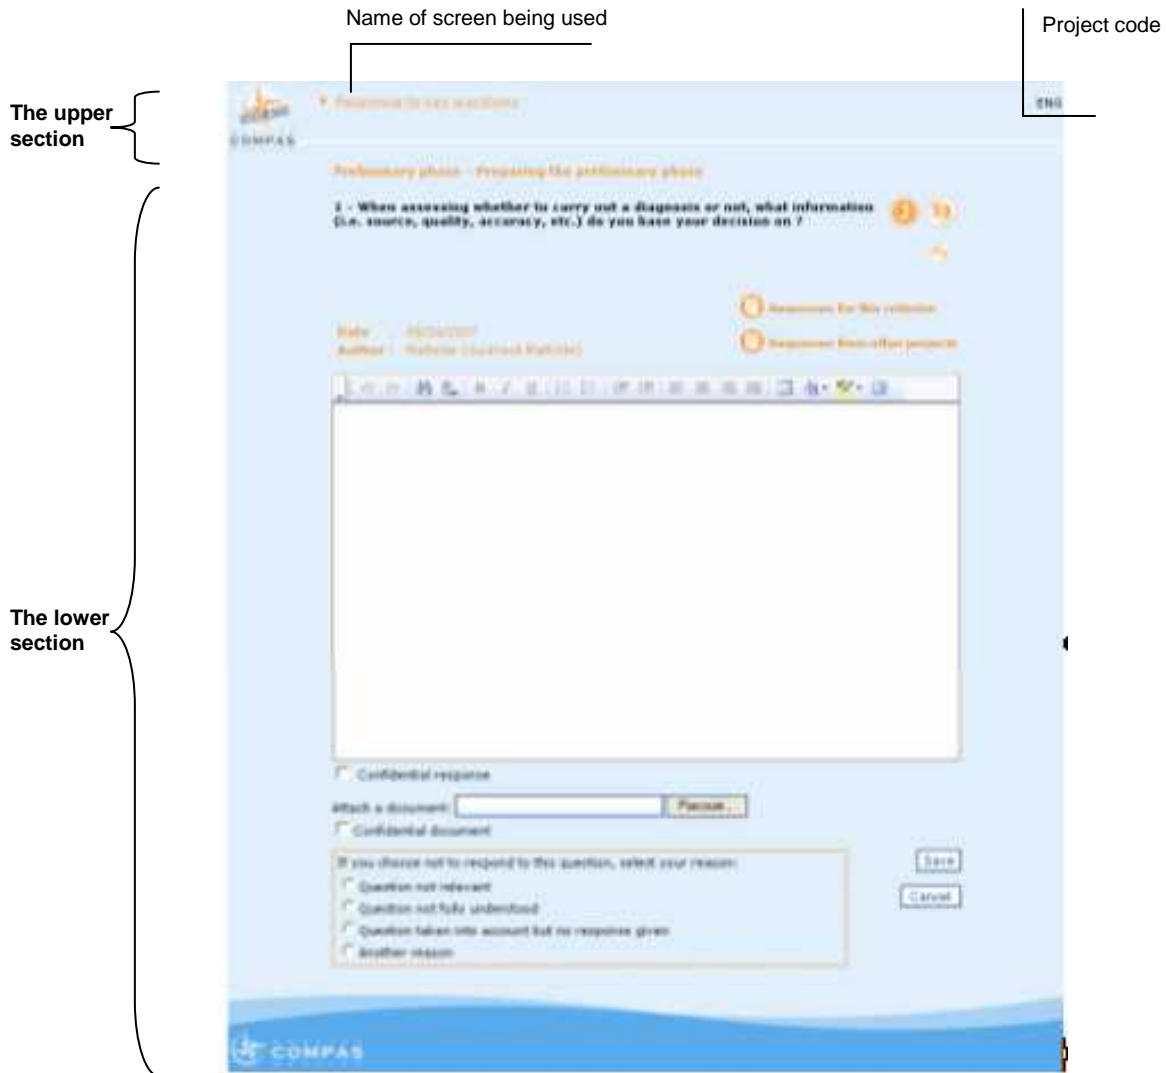 Name of screen being used
Project code
The upper
section
ENG
COMPAS
Response to key questions
Preliminary phase - Preparing the preliminary phase
1 - When assessing whether to carry out a diagnosis or not, what information
(i.e. source, quality, accuracy, etc.) do you base your decision on ?
Responses for this criterion
Date :
Author :
Responses from other projects
The lower
section
Confidential response
Attach a document:
Confidential document
If you choose not to respond to this question, select your reason:
Save
Question not relevant
Cancel
Question not fully understood
Question taken into account but no response given
Another reason
COMPAS